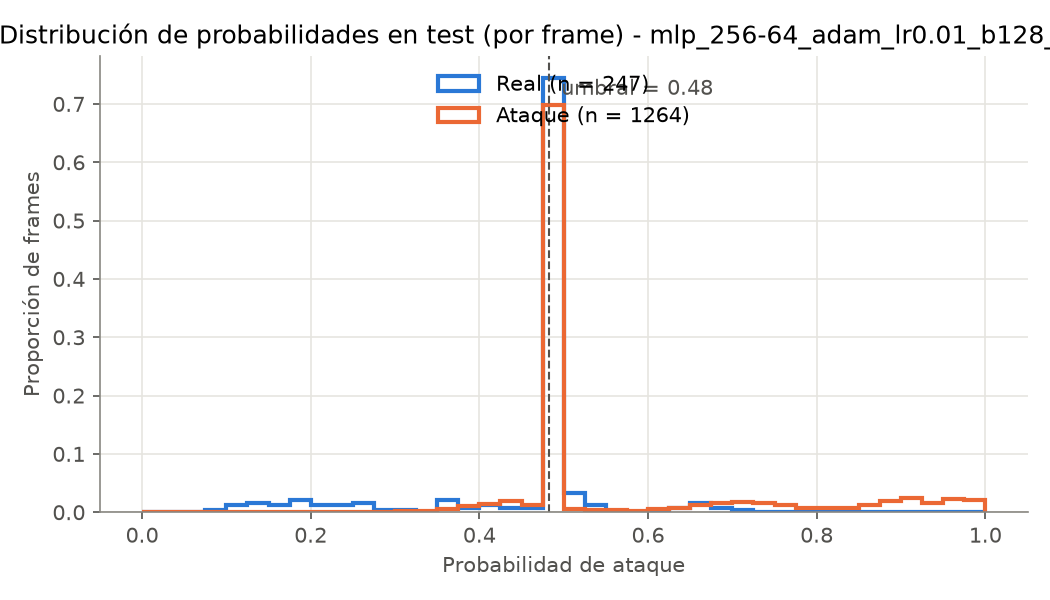 Distribución de probabilidades en test (por frame) - mlp_256-64_adam_lr0.01_b128_
Real (n = 247)
umbral = 0.48
Ataque (n = 1264)
Proporción de frames
0.7
0.6
0.5
0.4
0.3
0.2
0.1
0.0
0.0 0.2 0.4 0.6 0.8 1.0
Probabilidad de ataque